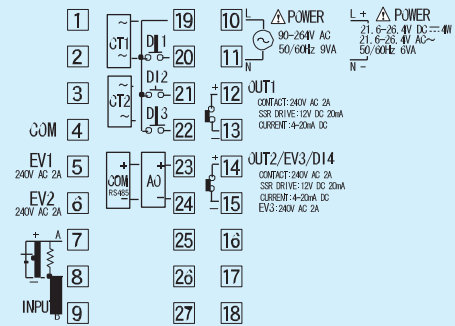 1
2
3
COM 4
EV1 5
240V AC 2A
EV2 6
240V AC 2A
+ A 7
-
8
INPUT B 9
~ CT1 ~
~ CT2 ~
DI1
DI2
DI3
+ COM -
RS485
+ AO -
19
20
21
22
23
24
25
26
27
10 L
11 N
⚠ POWER
90-264V AC
50/60Hz 9VA
L + ⚠ POWER
21.6-26.4V DC⎓4W
21.6-26.4V AC~
50/60Hz 6VA
N -
12 + OUT1
CONTACT:240V AC 2A
SSR DRIVE:12V DC 20mA
CURRENT:4-20mA DC
13 -
14 + OUT2/EV3/DI4
CONTACT:240V AC 2A
SSR DRIVE:12V DC 20mA
CURRENT:4-20mA DC
EV3:240V AC 2A
15 -
16
17
18